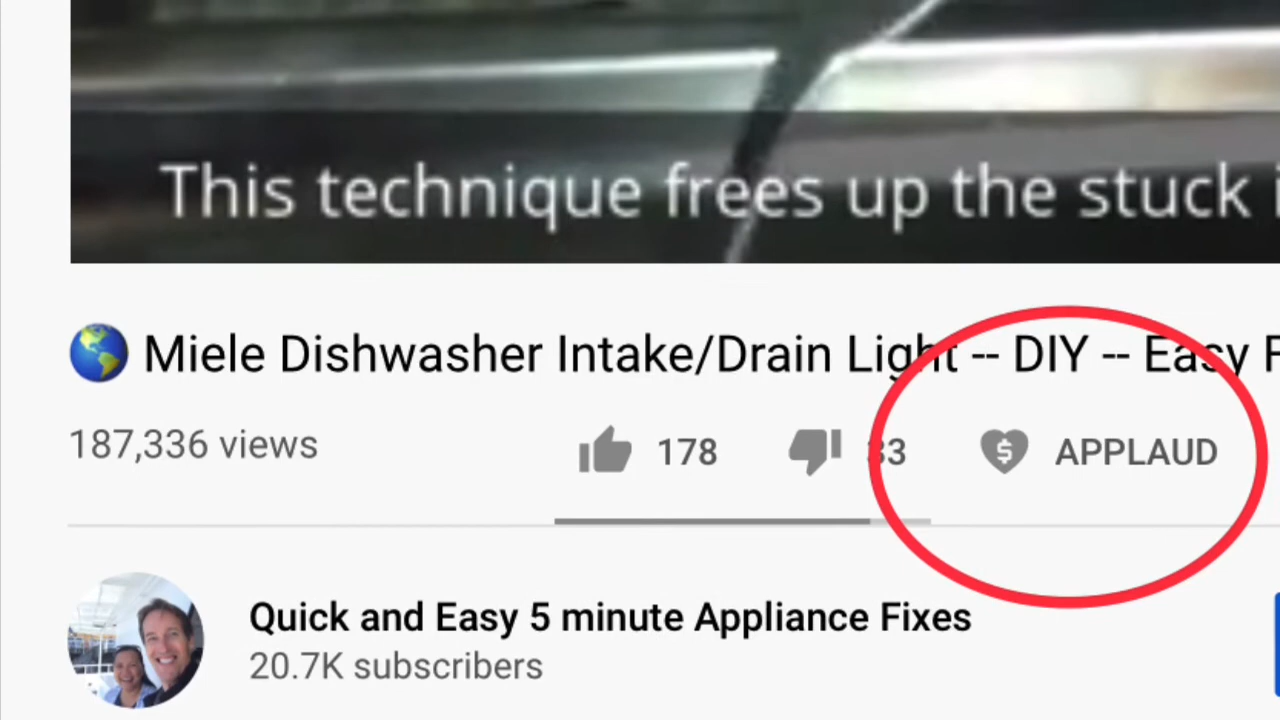 This technique frees up the stuck
🌎 Miele Dishwasher Intake/Drain Light -- DIY -- Easy
187,336 views
178
33
APPLAUD
Quick and Easy 5 minute Appliance Fixes
20.7K subscribers